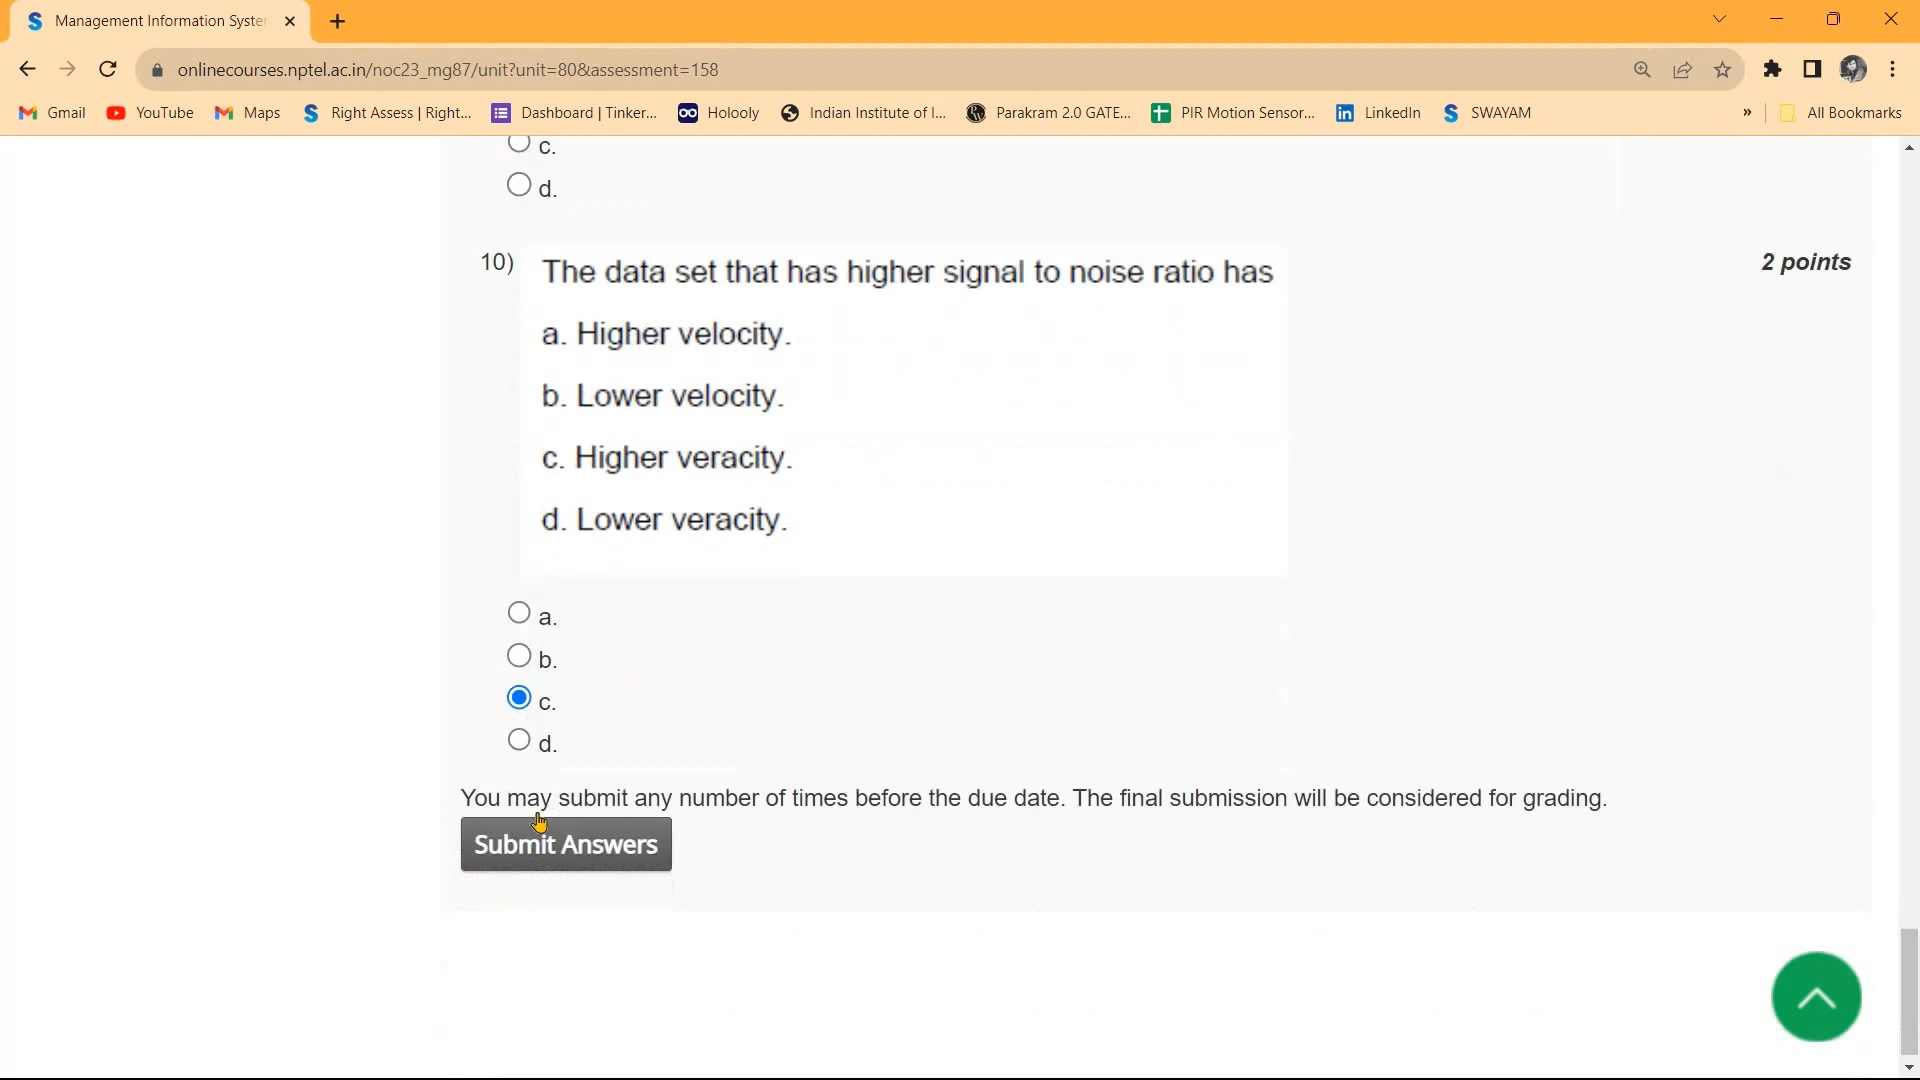 Management Information Syste
onlinecourses.nptel.ac.in/noc23_mg87/unit?unit=80&assessment=158
Gmail YouTube Maps Right Assess | Right... Dashboard | Tinker... Holooly Indian Institute of I... Parakram 2.0 GATE... PIR Motion Sensor... LinkedIn SWAYAM » All Bookmarks
c.
d.
10) The data set that has higher signal to noise ratio has 2 points
a. Higher velocity.
b. Lower velocity.
c. Higher veracity.
d. Lower veracity.
a.
b.
c.
d.
You may submit any number of times before the due date. The final submission will be considered for grading.
Submit Answers